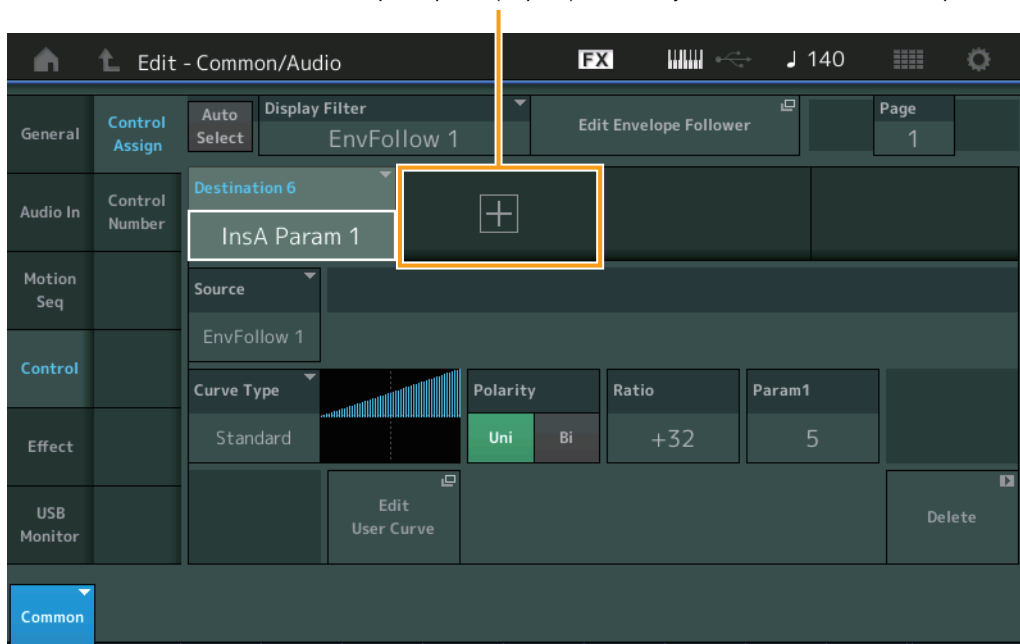 Edit - Common/Audio
FX
140
General
Control
Assign
Auto
Select
Display Filter
EnvFollow 1
Edit Envelope Follower
Page
1
Audio In
Control
Number
Destination 6
InsA Param 1
Motion
Seq
Source
EnvFollow 1
Control
Curve Type
Standard
Polarity
Uni
Bi
Ratio
+32
Param1
5
Effect
USB
Monitor
Edit
User Curve
Delete
Common